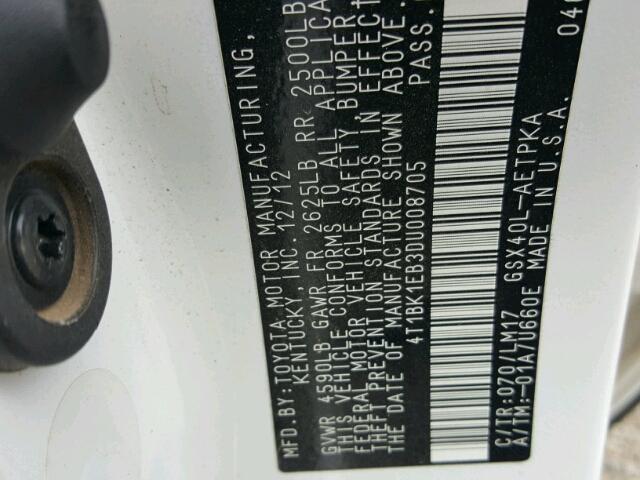 MFD.BY:TOYOTA MOTOR MANUFACTURING,
KENTUCKY, INC. 12/12
GVWR 4590LB GAWR FR 2625LB RR 2500LB
THIS VEHICLE CONFORMS TO ALL APPLICA
FEDERAL MOTOR VEHICLE SAFETY, BUMPER
THEFT PREVENTION STANDARDS IN EFFECT
THE DATE OF MANUFACTURE SHOWN ABOVE.
4T1BK1EB3DU008705 PASS.
C/TR:070/LM17 GSX40L-AETPKA
A/TM:-01A/U660E MADE IN U.S.A. 040